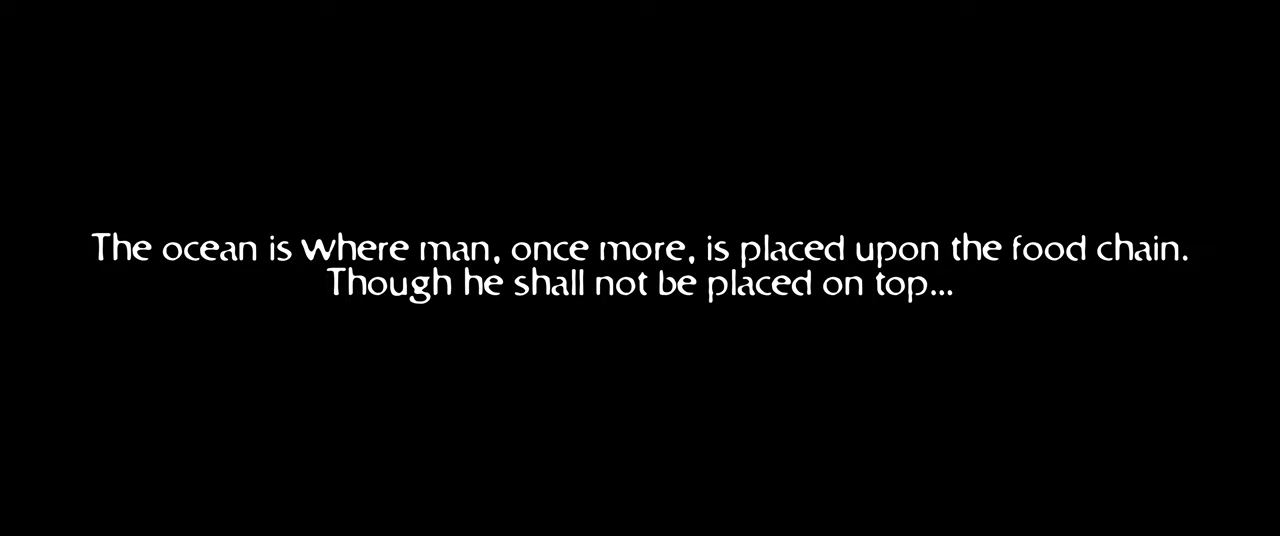 The ocean is where man, once more, is placed upon the food chain.
Though he shall not be placed on top...